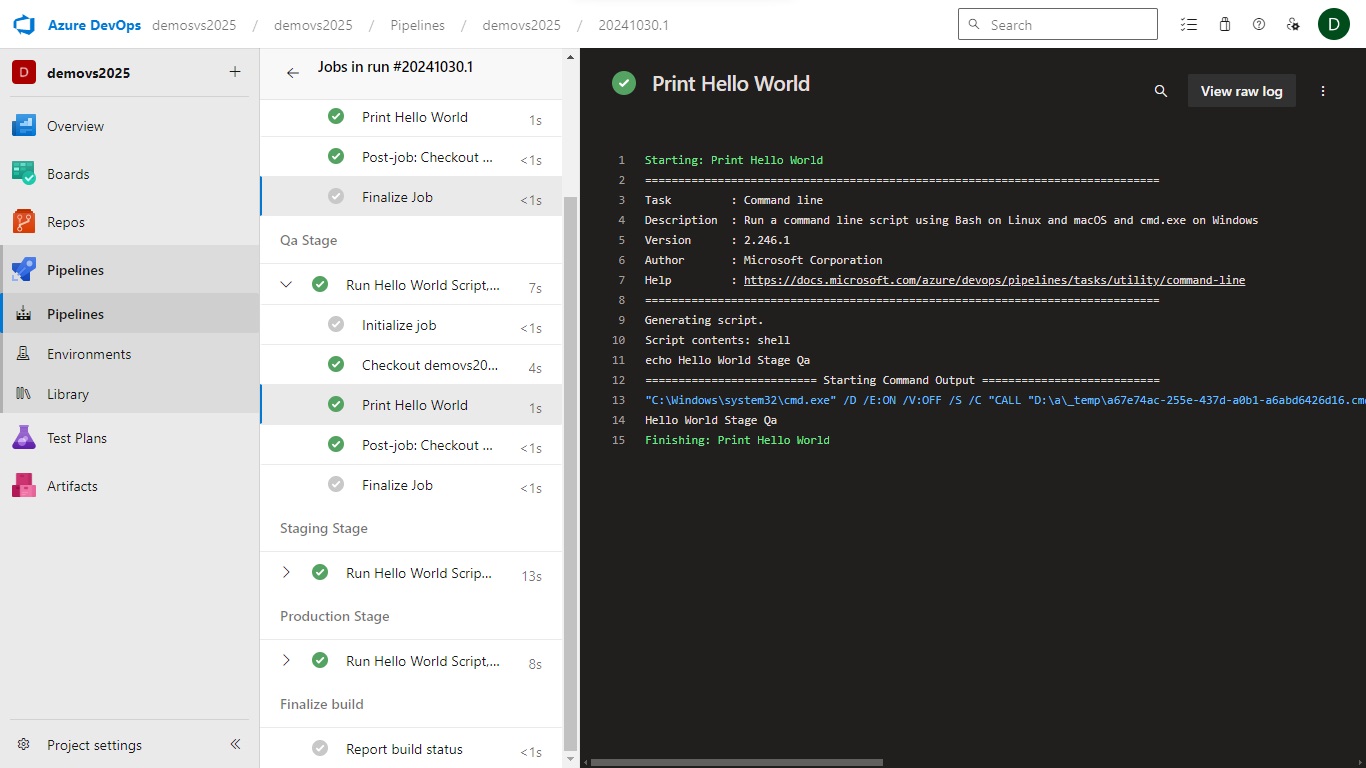 Azure DevOps demosvs2025 / demovs2025 / Pipelines / demovs2025 / 20241030.1
Search
D
D demovs2025 +
Overview
Boards
Repos
Pipelines
Pipelines
Environments
Library
Test Plans
Artifacts
Project settings
Jobs in run #20241030.1
Print Hello World 1s
Post-job: Checkout ... <1s
Finalize Job <1s
Qa Stage
Run Hello World Script,... 7s
Initialize job <1s
Checkout demovs20... 4s
Print Hello World 1s
Post-job: Checkout ... <1s
Finalize Job <1s
Staging Stage
Run Hello World Scrip... 13s
Production Stage
Run Hello World Script,... 8s
Finalize build
Report build status <1s
Print Hello World
View raw log
1 Starting: Print Hello World
2 ==============================================================================
3 Task         : Command line
4 Description  : Run a command line script using Bash on Linux and macOS and cmd.exe on Windows
5 Version      : 2.246.1
6 Author       : Microsoft Corporation
7 Help         : https://docs.microsoft.com/azure/devops/pipelines/tasks/utility/command-line
8 ==============================================================================
9 Generating script.
10 Script contents: shell
11 echo Hello World Stage Qa
12 ========================== Starting Command Output ===========================
13 "C:\Windows\system32\cmd.exe" /D /E:ON /V:OFF /S /C "CALL "D:\a\_temp\a67e74ac-255e-437d-a0b1-a6abd6426d16.cm
14 Hello World Stage Qa
15 Finishing: Print Hello World